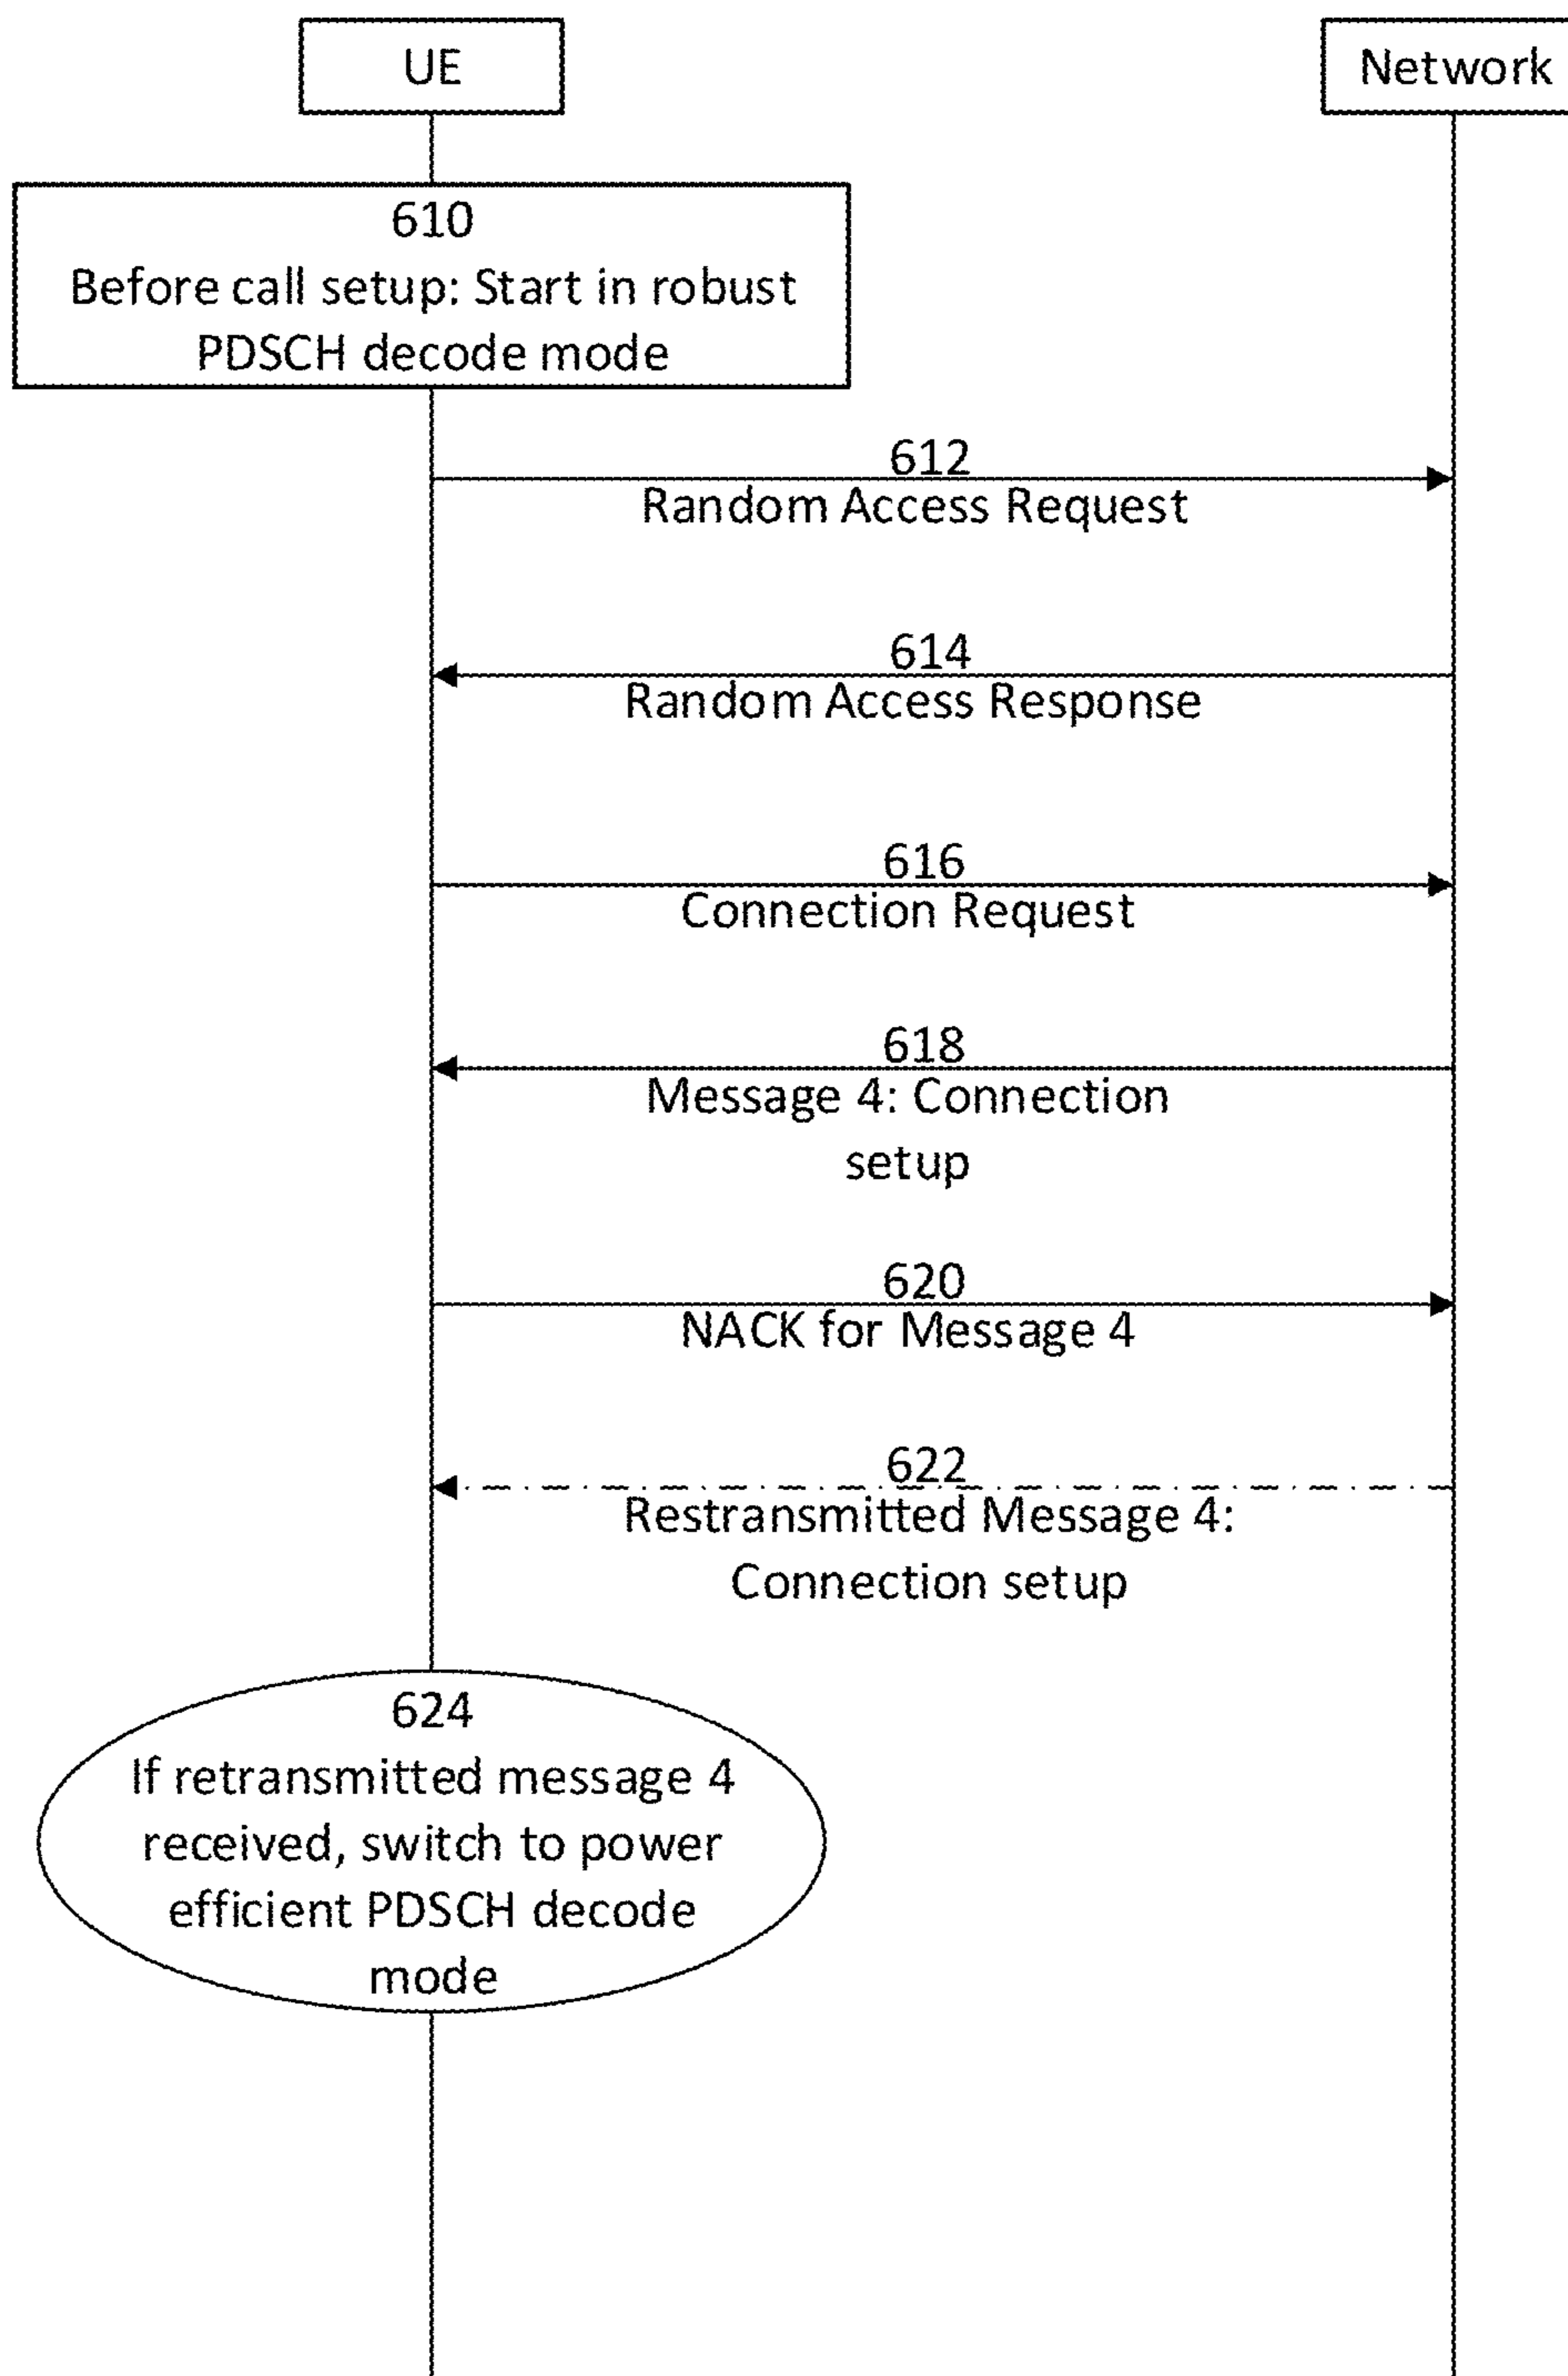 UE
Network
610
Before call setup: Start in robust
PDSCH decode mode
612
Random Access Request
614
Random Access Response
616
Connection Request
618
Message 4: Connection
setup
620
NACK for Message 4
622
Restransmitted Message 4:
Connection setup
624
If retransmitted message 4
received, switch to power
efficient PDSCH decode
mode